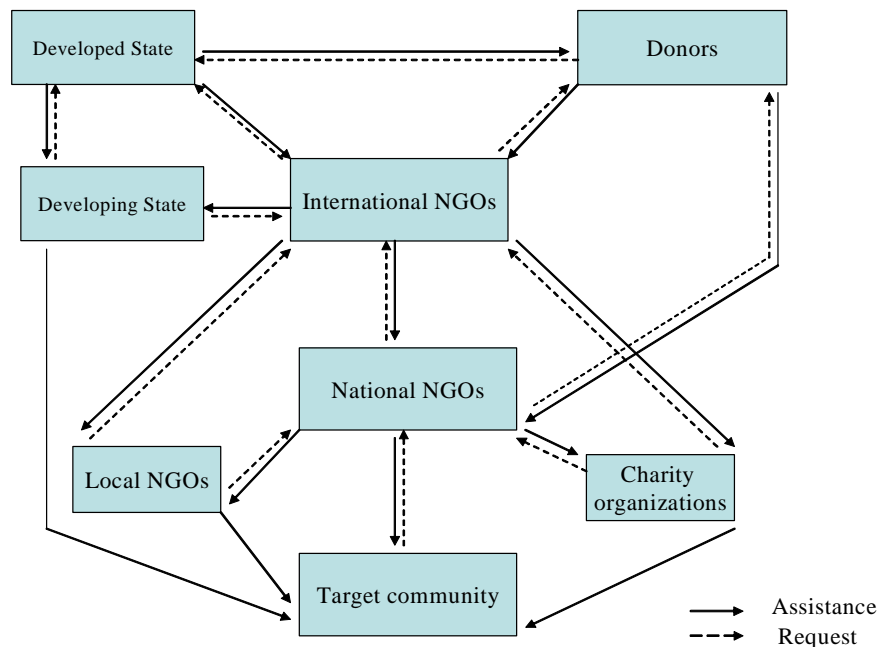 Developed State
Donors
Developing State
International NGOs
National NGOs
Local NGOs
Charity
organizations
Target community
Assistance
Request